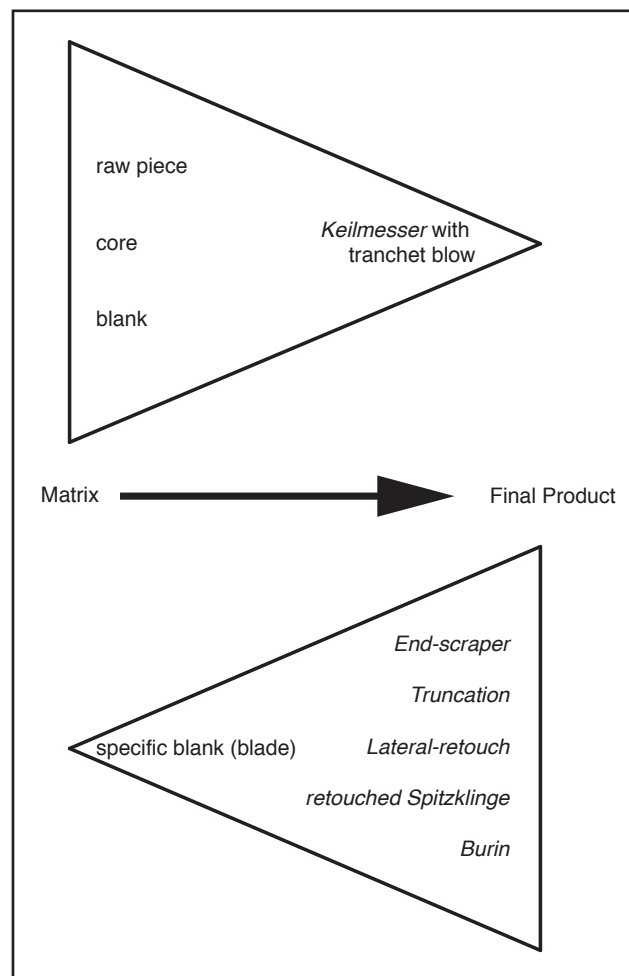 raw piece
core
Keilmesser with
tranchet blow
blank
Matrix
Final Product
End-scraper
Truncation
specific blank (blade)
Lateral-retouch
retouched Spitzklinge
Burin